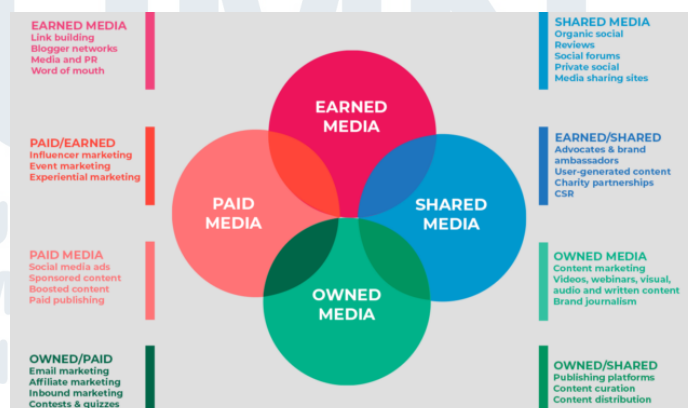 EARNED MEDIA
Link building
Blogger networks
Media and PR
Word of mouth
PAID/EARNED
Influencer marketing
Event marketing
Experiential marketing
PAID MEDIA
Social media ads
Sponsored content
Boosted content
Paid publishing
OWNED/PAID
Email marketing
Affiliate marketing
Inbound marketing
Contests & quizzes
EARNED
MEDIA
PAID
MEDIA
SHARED
MEDIA
OWNED
MEDIA
SHARED MEDIA
Organic social
Reviews
Social forums
Private social
Media sharing sites
EARNED/SHARED
Advocates & brand
ambassadors
User-generated content
Charity partnerships
CSR
OWNED MEDIA
Content marketing
Videos, webinars, visual,
audio and written content
Brand journalism
OWNED/SHARED
Publishing platforms
Content curation
Content distribution